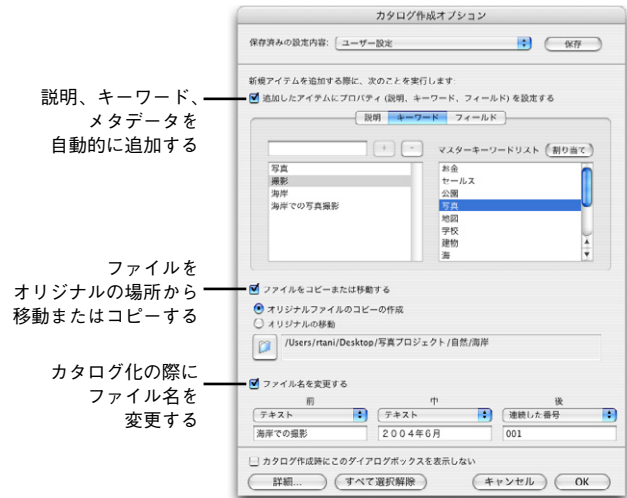 カタログ作成オプション
保存済みの設定内容: ユーザー設定 保存
新規アイテムを追加する際に、次のことを実行します:
説明、キーワード、
メタデータを
自動的に追加する
追加したアイテムにプロパティ (説明、キーワード、フィールド) を設定する
説明 キーワード フィールド
+ - マスターキーワードリスト 割り当て
写真
撮影
海岸
海岸での写真撮影
お金
セールス
公園
写真
地図
学校
建物
海
ファイルを
オリジナルの場所から
移動またはコピーする
ファイルをコピーまたは移動する
オリジナルファイルのコピーの作成
オリジナルの移動
/Users/rtani/Desktop/写真プロジェクト/自然/海岸
カタログ化の際に
ファイル名を
変更する
ファイル名を変更する
前 中 後
テキスト テキスト 連続した番号
海岸での撮影 2004年6月 001
カタログ作成時にこのダイアログボックスを表示しない
詳細... すべて選択解除 キャンセル OK